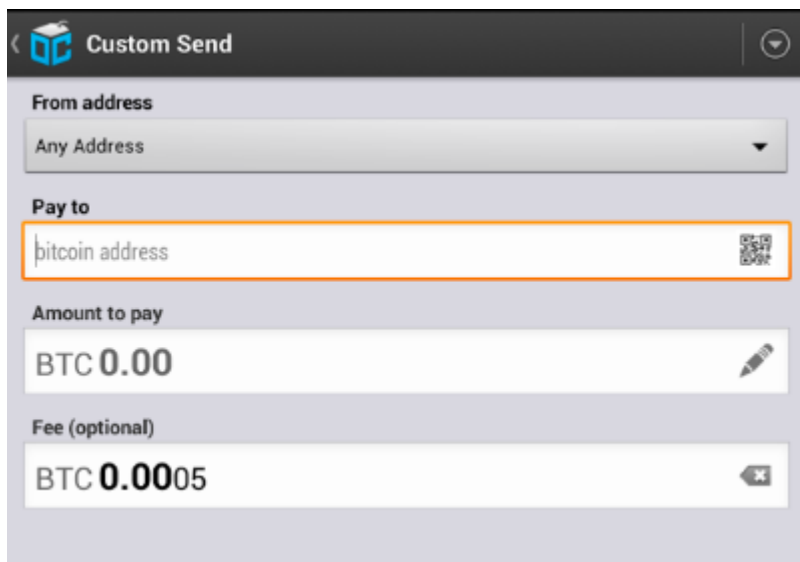 Custom Send
From address
Any Address
Pay to
bitcoin address
Amount to pay
BTC 0.00
Fee (optional)
BTC 0.0005